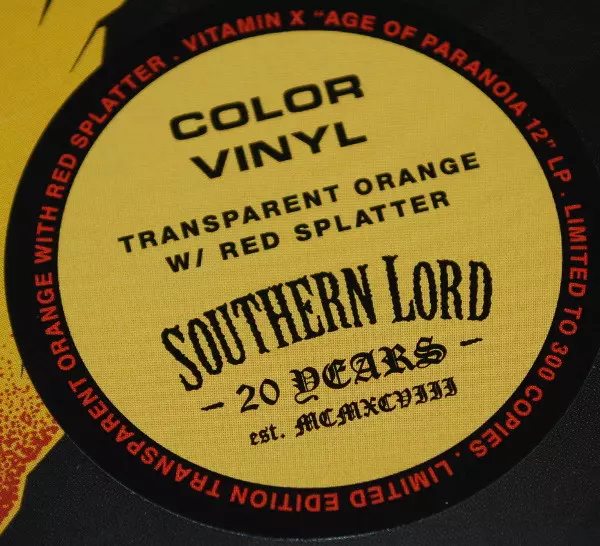 COLOR
VINYL
TRANSPARENT ORANGE
W/ RED SPLATTER
SOUTHERN LORD
- 20 YEARS -
est. MCMXCVIII
VITAMIN X "AGE OF PARANOIA 12" LP . LIMITED TO 300 COPIES . LIMITED EDITION TRANSPARENT ORANGE WITH RED SPLATTER .